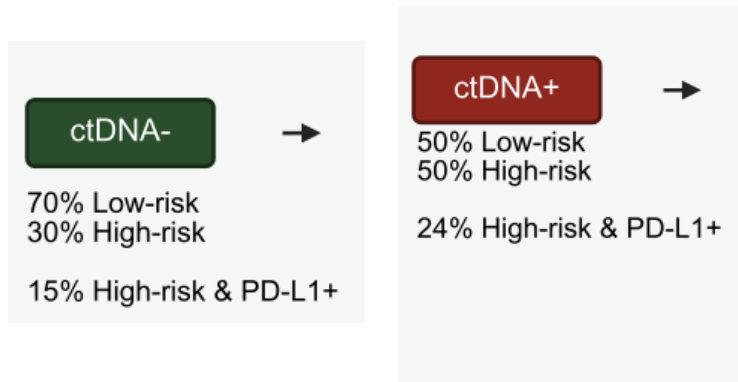 ctDNA-
70% Low-risk
30% High-risk
15% High-risk & PD-L1+
ctDNA+
50% Low-risk
50% High-risk
24% High-risk & PD-L1+